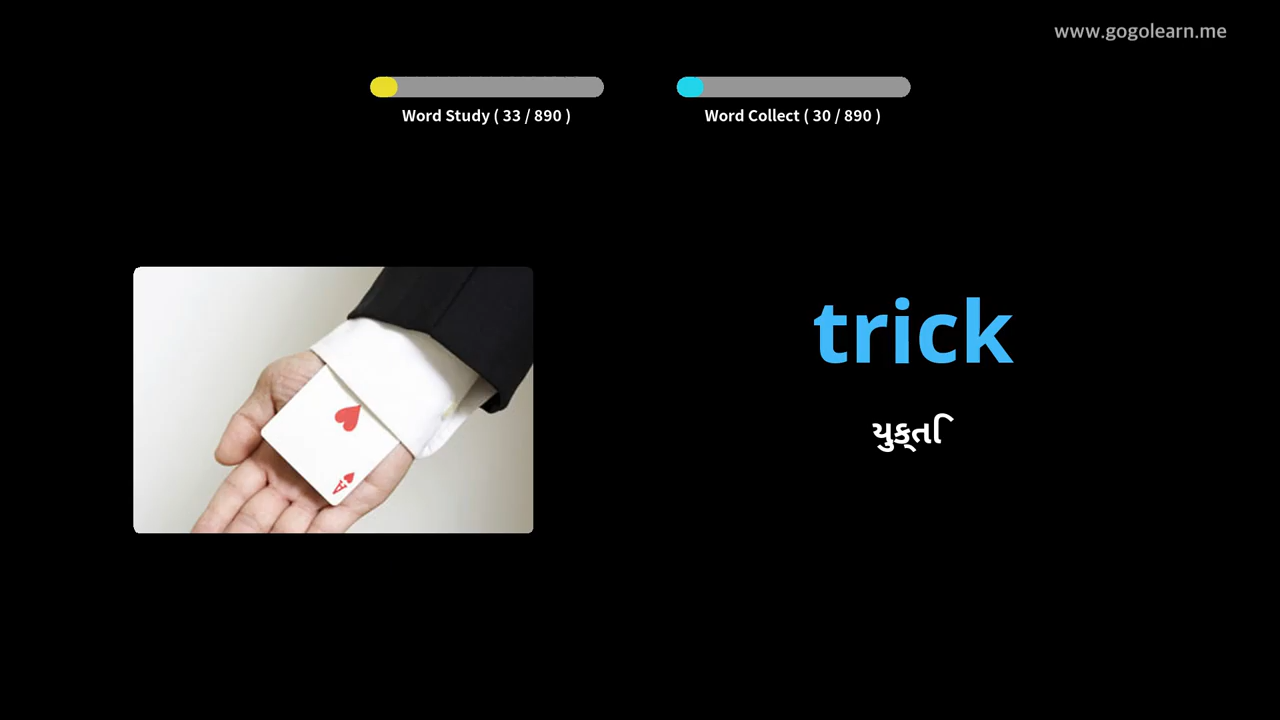 www.gogolearn.me
Word Study ( 33 / 890 )
Word Collect ( 30 / 890 )
A
trick
યુક્તિ